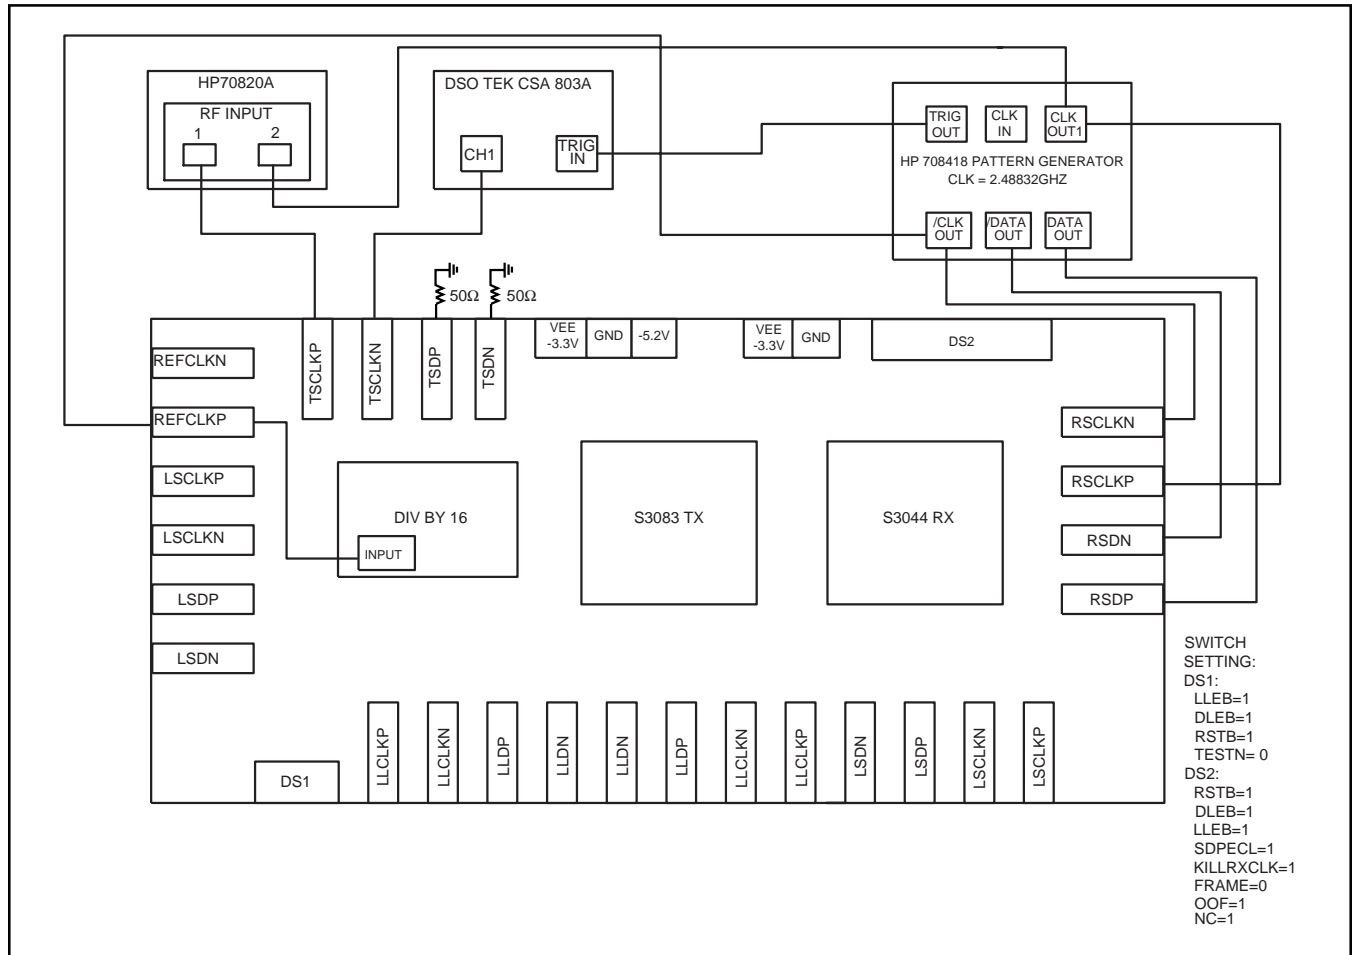 HP70820A
RF INPUT
1 2
DSO TEK CSA 803A
CH1
TRIG
IN
TRIG
OUT
CLK
IN
CLK
OUT1
HP 708418 PATTERN GENERATOR
CLK = 2.48832GHZ
/CLK
OUT
/DATA
OUT
DATA
OUT
50Ω
50Ω
TSCLKP
TSCLKN
TSDP
TSDN
VEE
-3.3V
GND
-5.2V
VEE
-3.3V
GND
DS2
REFCLKN
REFCLKP
LSCLKP
LSCLKN
LSDP
LSDN
DIV BY 16
INPUT
S3083 TX
S3044 RX
RSCLKN
RSCLKP
RSDN
RSDP
DS1
LLCLKP
LLCLKN
LLDP
LLDN
LLDN
LLDP
LLCLKN
LLCLKP
LSDN
LSDP
LSCLKN
LSCLKP
SWITCH
SETTING:
DS1:
LLEB=1
DLEB=1
RSTB=1
TESTN= 0
DS2:
RSTB=1
DLEB=1
LLEB=1
SDPECL=1
KILLRXCLK=1
FRAME=0
OOF=1
NC=1